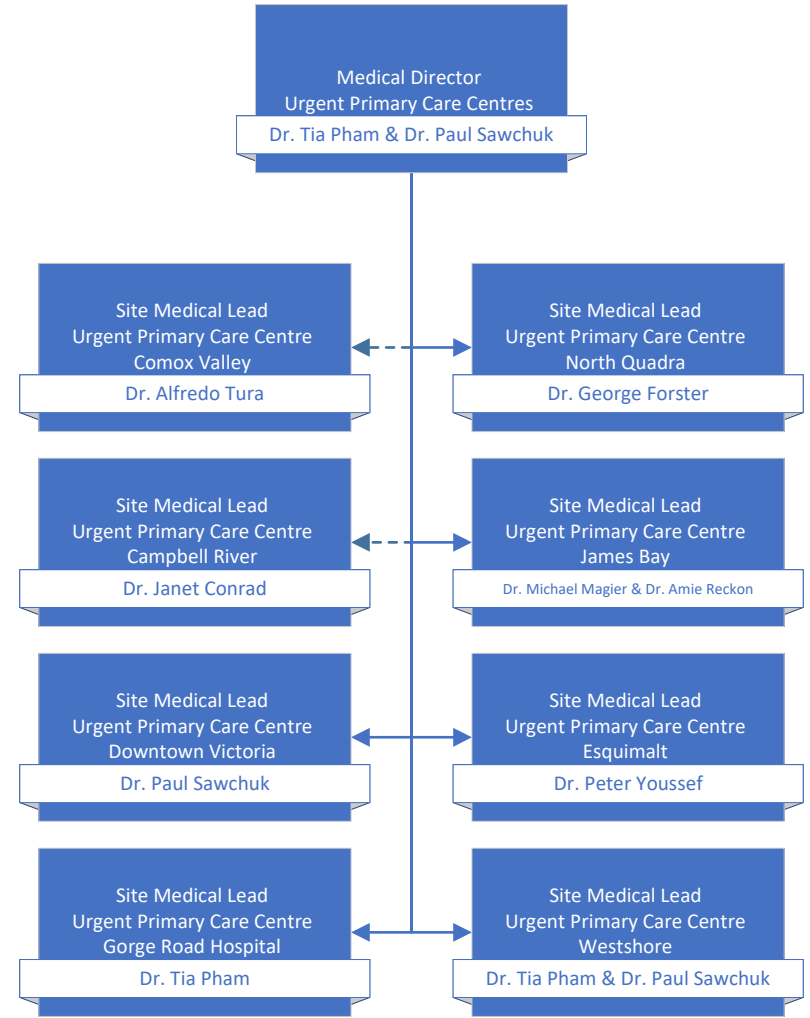 Medical Director
Urgent Primary Care Centres
Dr. Tia Pham & Dr. Paul Sawchuk
Site Medical Lead
Urgent Primary Care Centre
Comox Valley
Dr. Alfredo Tura
Site Medical Lead
Urgent Primary Care Centre
North Quadra
Dr. George Forster
Site Medical Lead
Urgent Primary Care Centre
Campbell River
Dr. Janet Conrad
Site Medical Lead
Urgent Primary Care Centre
James Bay
Dr. Michael Magier & Dr. Amie Reckon
Site Medical Lead
Urgent Primary Care Centre
Downtown Victoria
Dr. Paul Sawchuk
Site Medical Lead
Urgent Primary Care Centre
Esquimalt
Dr. Peter Youssef
Site Medical Lead
Urgent Primary Care Centre
Gorge Road Hospital
Dr. Tia Pham
Site Medical Lead
Urgent Primary Care Centre
Westshore
Dr. Tia Pham & Dr. Paul Sawchuk